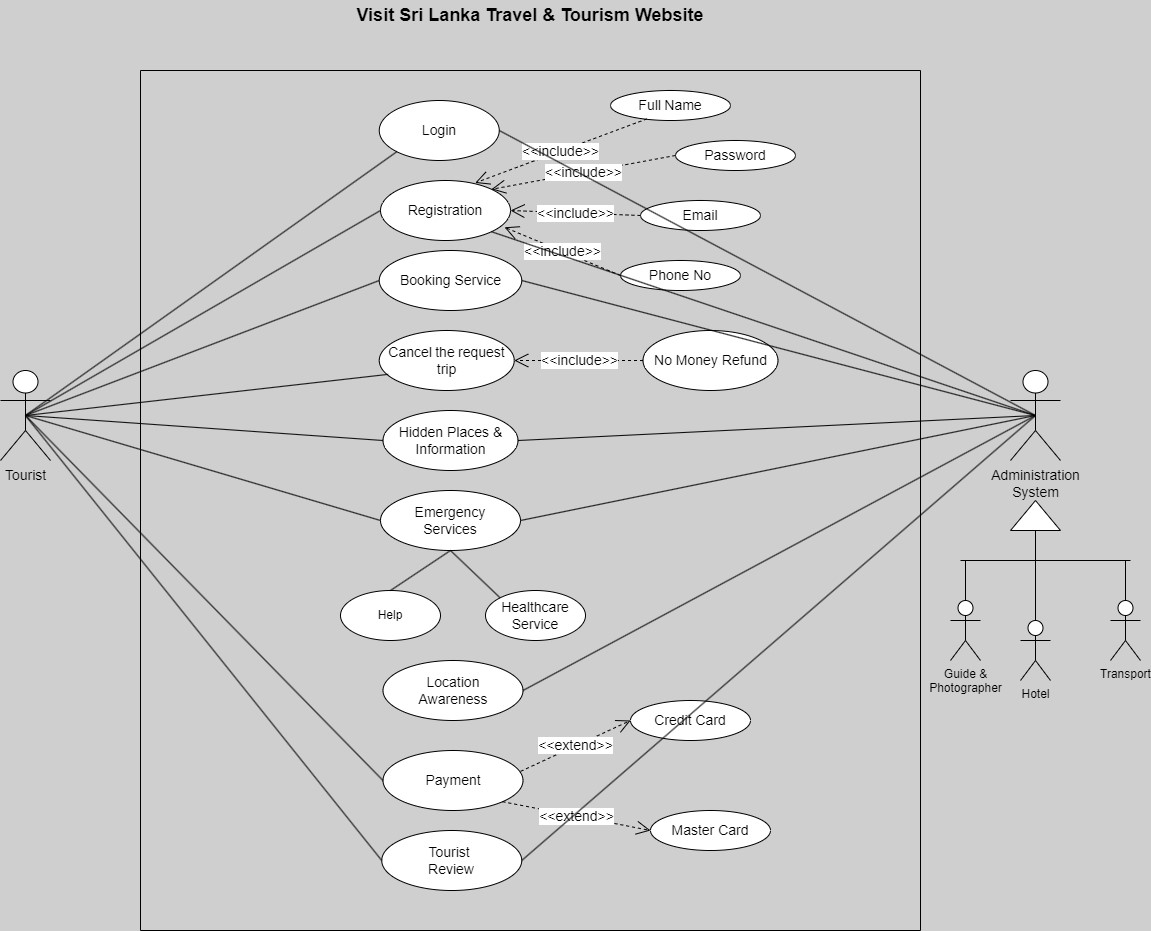 Visit Sri Lanka Travel & Tourism Website
Full Name
Login
<<include>>
Password
<<include>>
Registration
<<include>>
Email
<<include>>
Phone No
Booking Service
Cancel the request
trip
<<include>>
No Money Refund
Hidden Places &
Information
Tourist
Administration
System
Emergency
Services
Help
Healthcare
Service
Guide &
Photographer
Hotel
Transport
Location
Awareness
Credit Card
<<extend>>
Payment
<<extend>>
Master Card
Tourist
Review